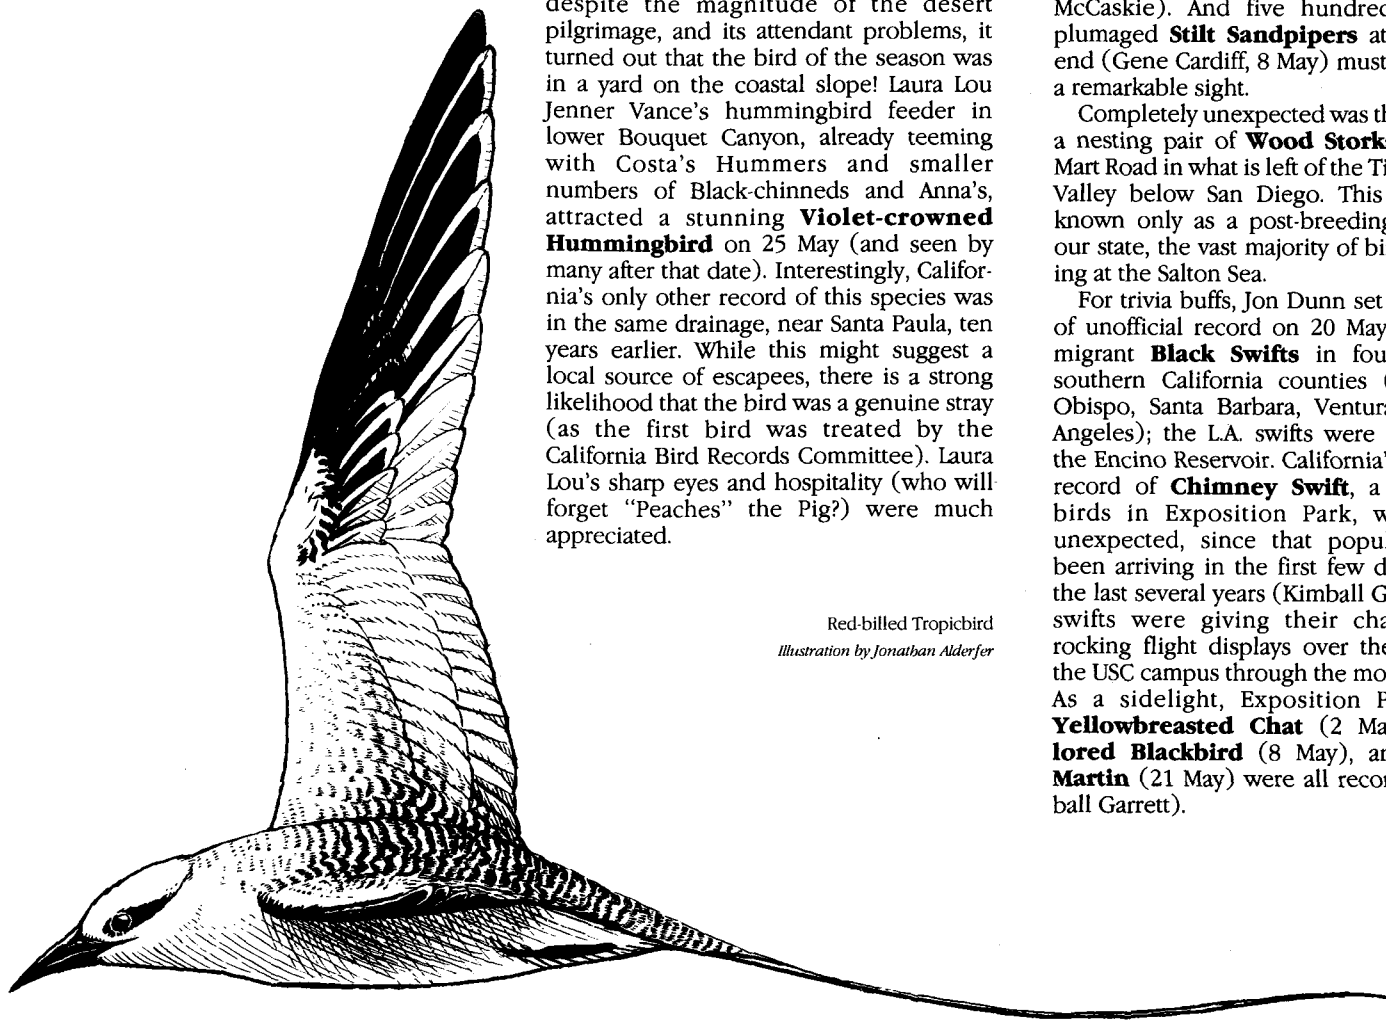 despite the magnitude of the desert
pilgrimage, and its attendant problems, it
turned out that the bird of the season was
in a yard on the coastal slope! Laura Lou
Jenner Vance's hummingbird feeder in
lower Bouquet Canyon, already teeming
with Costa's Hummers and smaller
numbers of Black-chinneds and Anna's,
attracted a stunning Violet-crowned
Hummingbird on 25 May (and seen by
many after that date). Interestingly, Califor-
nia's only other record of this species was
in the same drainage, near Santa Paula, ten
years earlier. While this might suggest a
local source of escapees, there is a strong
likelihood that the bird was a genuine stray
(as the first bird was treated by the
California Bird Records Committee). Laura
Lou's sharp eyes and hospitality (who will
forget "Peaches" the Pig?) were much
appreciated.
Red-billed Tropicbird
Illustration by Jonathan Alderfer
McCaskie). And five hundred
plumaged Stilt Sandpipers at
end (Gene Cardiff, 8 May) must
a remarkable sight.
Completely unexpected was th
a nesting pair of Wood Stork
Mart Road in what is left of the Ti
Valley below San Diego. This
known only as a post-breeding
our state, the vast majority of bi
ing at the Salton Sea.
For trivia buffs, Jon Dunn set
of unofficial record on 20 May
migrant Black Swifts in fou
southern California counties (
Obispo, Santa Barbara, Ventura
Angeles); the L.A. swifts were
the Encino Reservoir. California'
record of Chimney Swift, a
birds in Exposition Park, w
unexpected, since that popu
been arriving in the first few d
the last several years (Kimball G
swifts were giving their cha
rocking flight displays over the
the USC campus through the mo
As a sidelight, Exposition P
Yellowbreasted Chat (2 Ma
lored Blackbird (8 May), an
Martin (21 May) were all recor
ball Garrett).